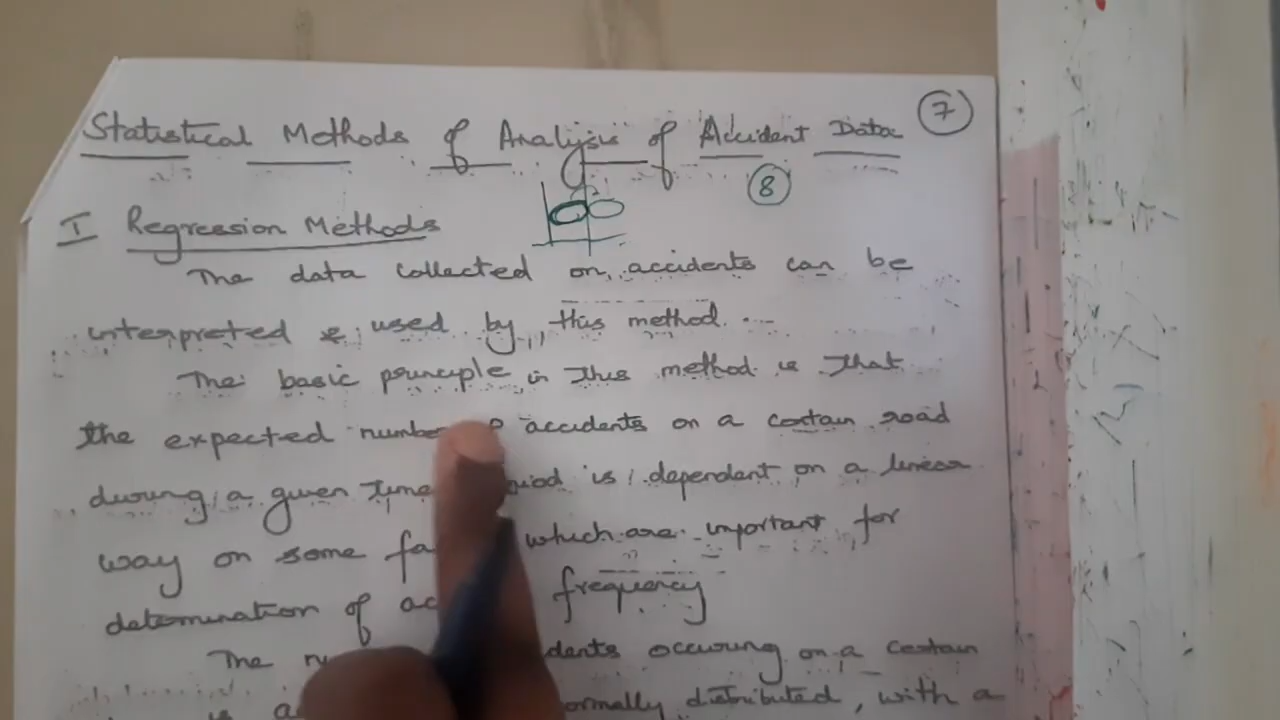 Statistical Methods of Analysis of Accident Data 7
8
I Regression Methods
The data collected on accidents can be
interpreted & used by this method.
The basic principle in this method is that
the expected number accidents on a certain road
during a given time is dependent on a linear
way on some which are important for
determination of frequency
The occuring on a certain
is distributed, with a